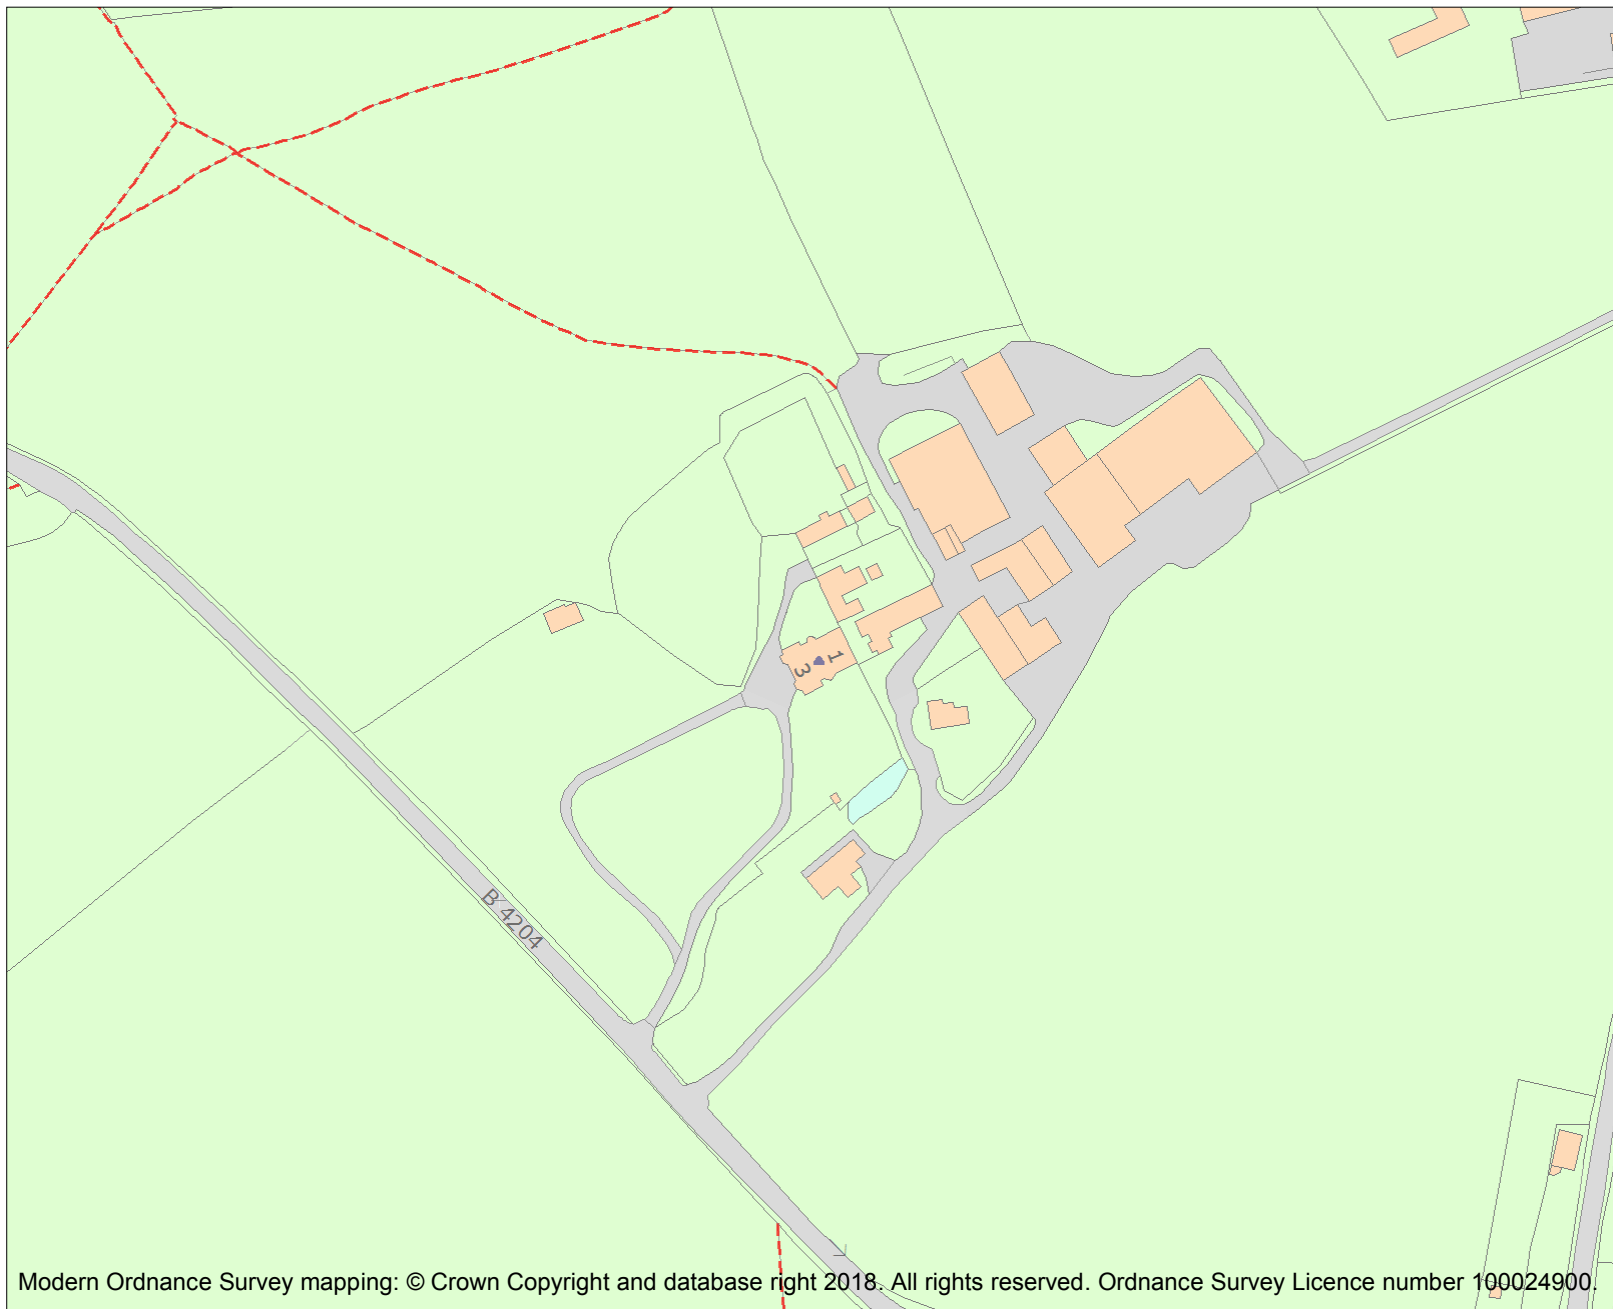 1
3
B 4204
Modern Ordnance Survey mapping: © Crown Copyright and database right 2018. All rights reserved. Ordnance Survey Licence number 100024900.